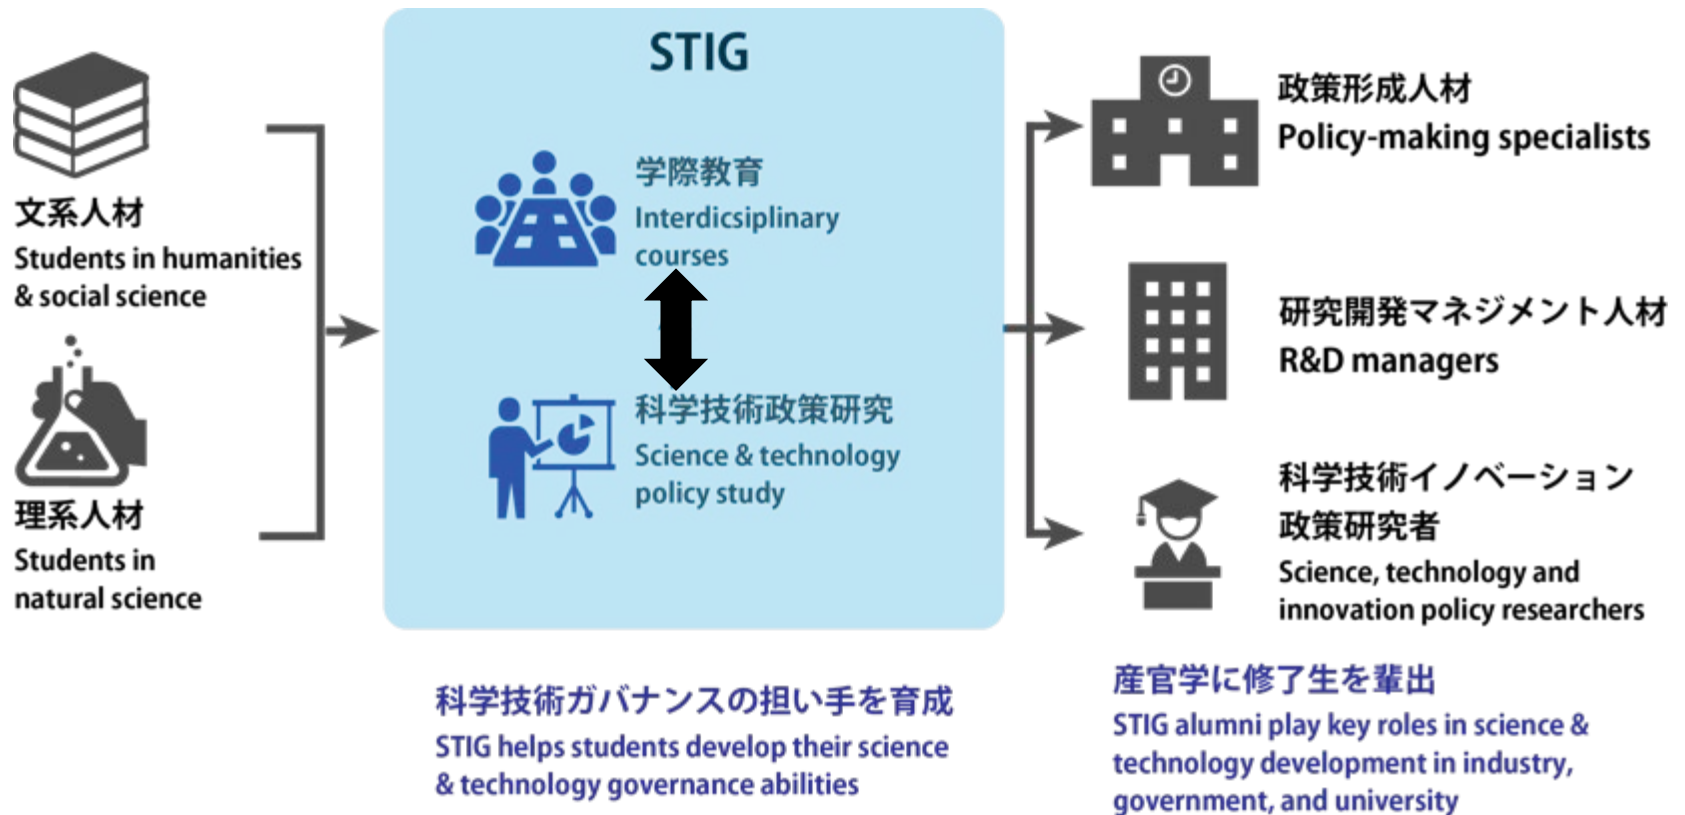 文系人材
Students in humanities
& social science
理系人材
Students in
natural science
STIG
学際教育
Interdicsiplinary
courses
科学技術政策研究
Science & technology
policy study
科学技術ガバナンスの担い手を育成
STIG helps students develop their science
& technology governance abilities
政策形成人材
Policy-making specialists
研究開発マネジメント人材
R&D managers
科学技術イノベーション
政策研究者
Science, technology and
innovation policy researchers
産官学に修了生を輩出
STIG alumni play key roles in science &
technology development in industry,
government, and university